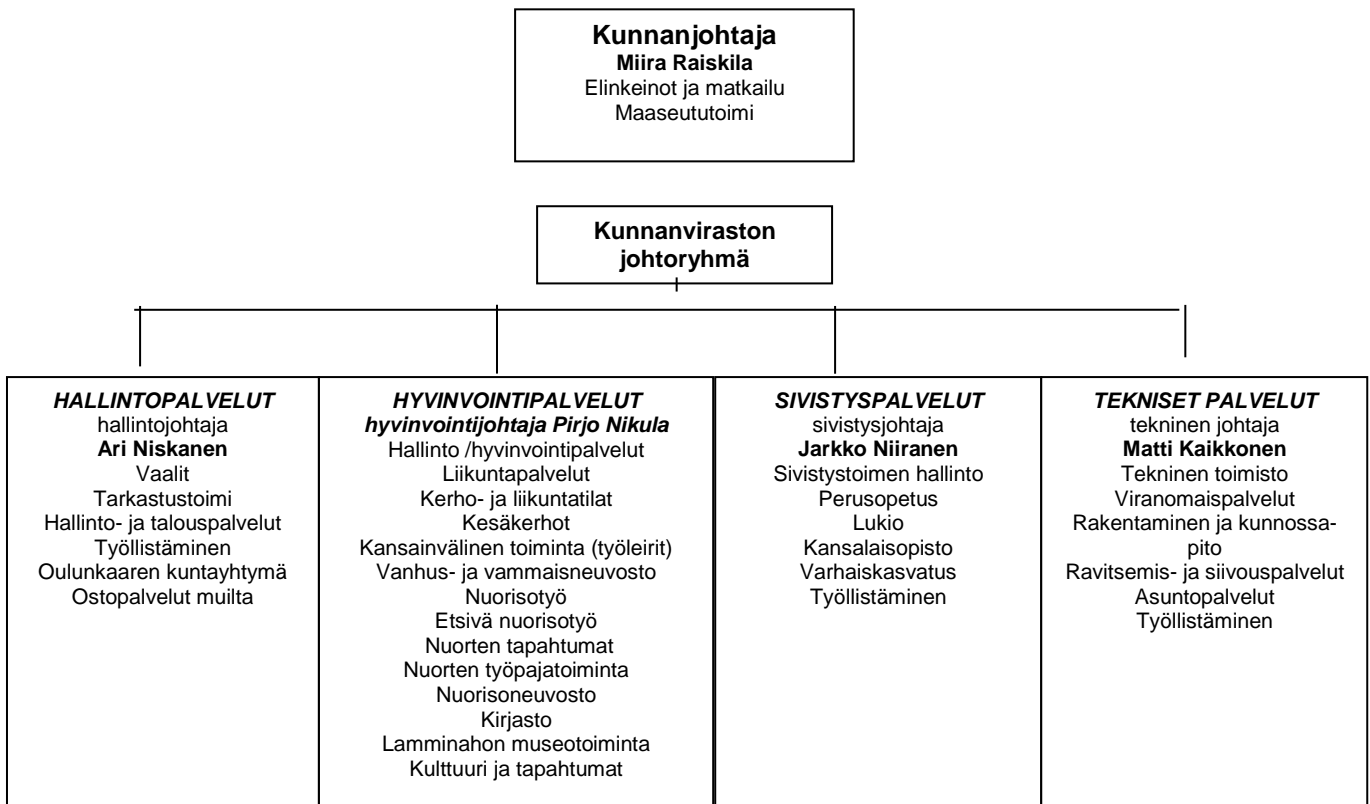 Kunnanjohtaja
Miira Raiskila
Elinkeinot ja matkailu
Maaseututoimi
Kunnanviraston
johtoryhmä
HALLINTOPALVELUT
hallintojohtaja
Ari Niskanen
Vaalit
Tarkastustoimi
Hallinto- ja talouspalvelut
Työllistäminen
Oulunkaaren kuntayhtymä
Ostopalvelut muilta
HYVINVOINTIPALVELUT
hyvinvointijohtaja Pirjo Nikula
Hallinto /hyvinvointipalvelut
Liikuntapalvelut
Kerho- ja liikuntatilat
Kesäkerhot
Kansainvälinen toiminta (työleirit)
Vanhus- ja vammaisneuvosto
Nuorisotyö
Etsivä nuorisotyö
Nuorten tapahtumat
Nuorten työpajatoiminta
Nuorisoneuvosto
Kirjasto
Lamminahon museotoiminta
Kulttuuri ja tapahtumat
SIVISTYSPALVELUT
sivistysjohtaja
Jarkko Niiranen
Sivistystoimen hallinto
Perusopetus
Lukio
Kansalaisopisto
Varhaiskasvatus
Työllistäminen
TEKNISET PALVELUT
tekninen johtaja
Matti Kaikkonen
Tekninen toimisto
Viranomaispalvelut
Rakentaminen ja kunnossa-
pito
Ravitsemis- ja siivouspalvelut
Asuntopalvelut
Työllistäminen